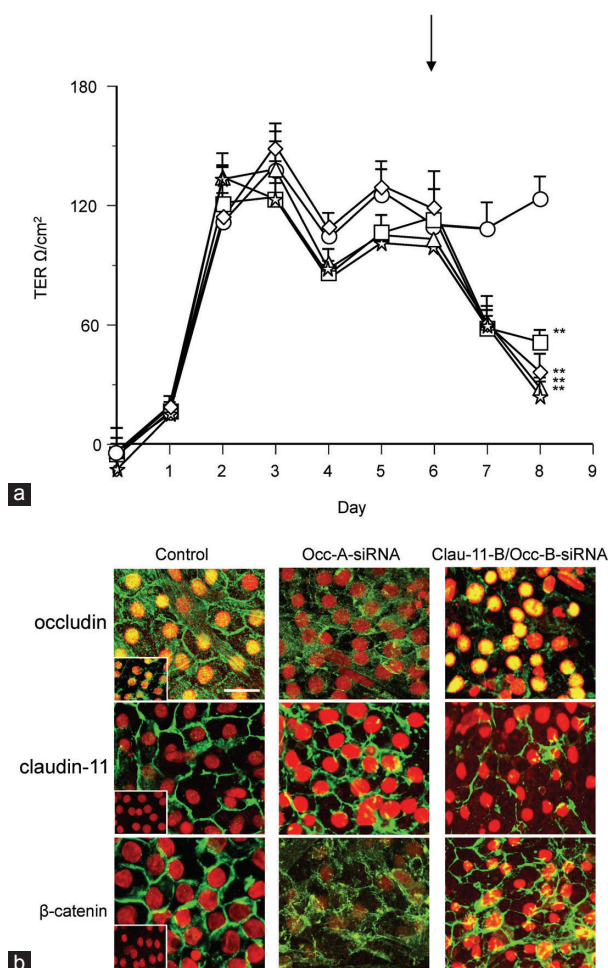 180
120
60
0
TER Ω/cm²
**
**
**
**
1 2 3 4 5 6 7 8 9
Day
a
Control Occ-A-siRNA Clau-11-B/Occ-B-siRNA
occludin
claudin-11
β-catenin
b